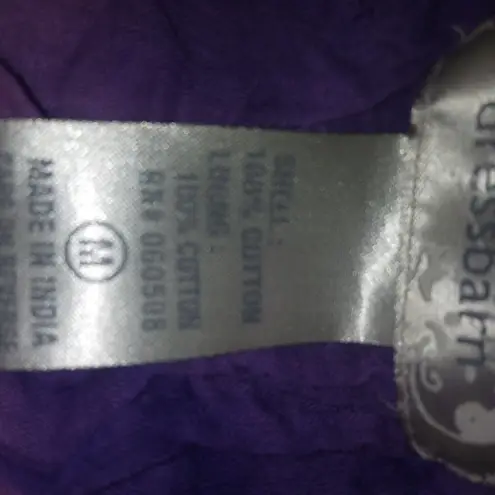 dressbarn
SHELL:
100% COTTON
LINING:
100% COTTON
RN# 060508
M
MADE IN INDIA